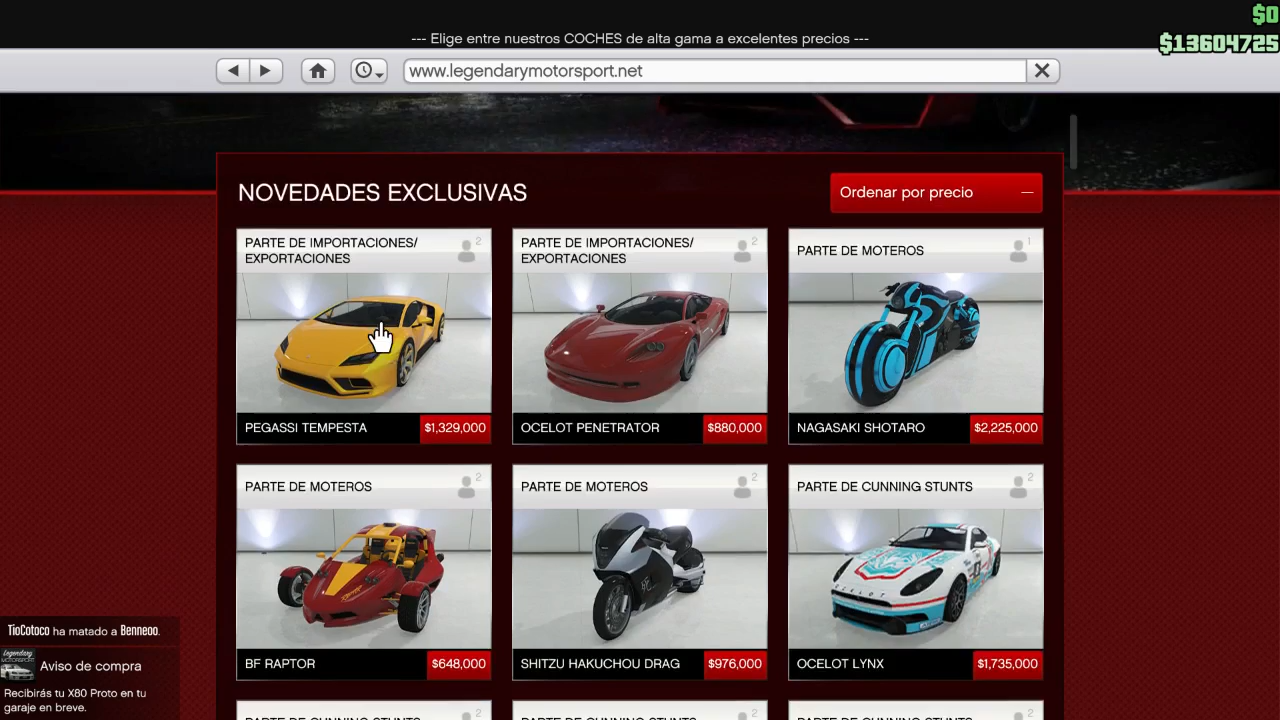 $0
--- Elige entre nuestros COCHES de alta gama a excelentes precios ---
$13604725
www.legendarymotorsport.net
NOVEDADES EXCLUSIVAS
Ordenar por precio
PARTE DE IMPORTACIONES/
EXPORTACIONES
2
PARTE DE IMPORTACIONES/
EXPORTACIONES
2
PARTE DE MOTEROS
1
PEGASSI TEMPESTA
$1,329,000
OCELOT PENETRATOR
$880,000
NAGASAKI SHOTARO
$2,225,000
PARTE DE MOTEROS
2
PARTE DE MOTEROS
2
PARTE DE CUNNING STUNTS
2
BF RAPTOR
$648,000
SHITZU HAKUCHOU DRAG
$976,000
OCELOT LYNX
$1,735,000
TioCotoco ha matado a Benneoo.
Legendary
Aviso de compra
Recibirás tu X80 Proto en tu
garaje en breve.